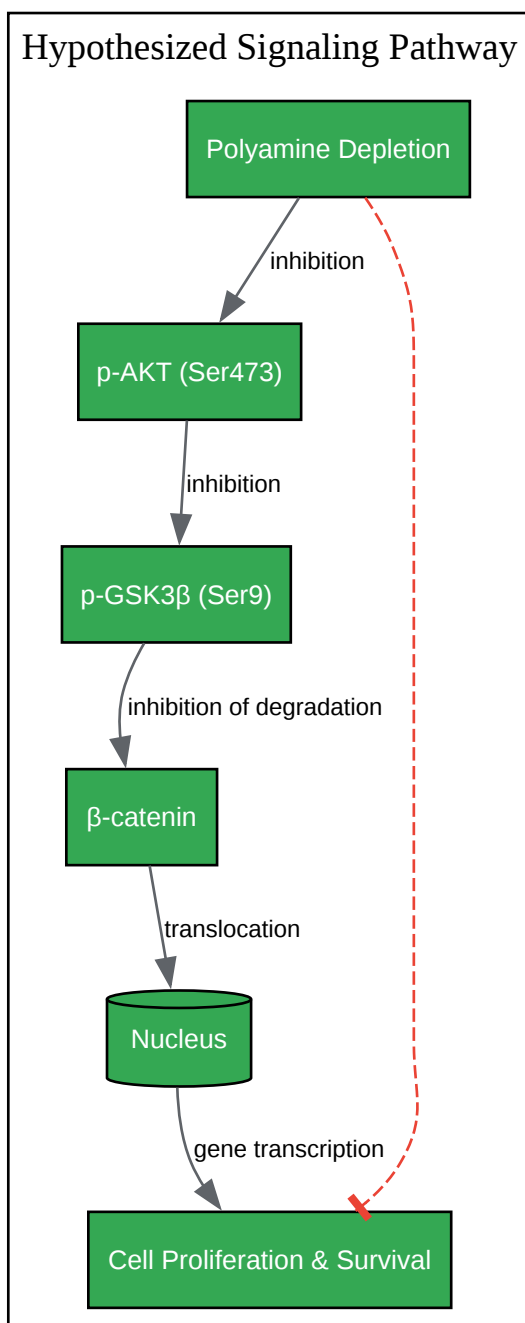 Hypothesized Signaling Pathway
Polyamine Depletion
inhibition
p-AKT (Ser473)
inhibition
p-GSK3β (Ser9)
inhibition of degradation
β-catenin
translocation
Nucleus
gene transcription
Cell Proliferation & Survival